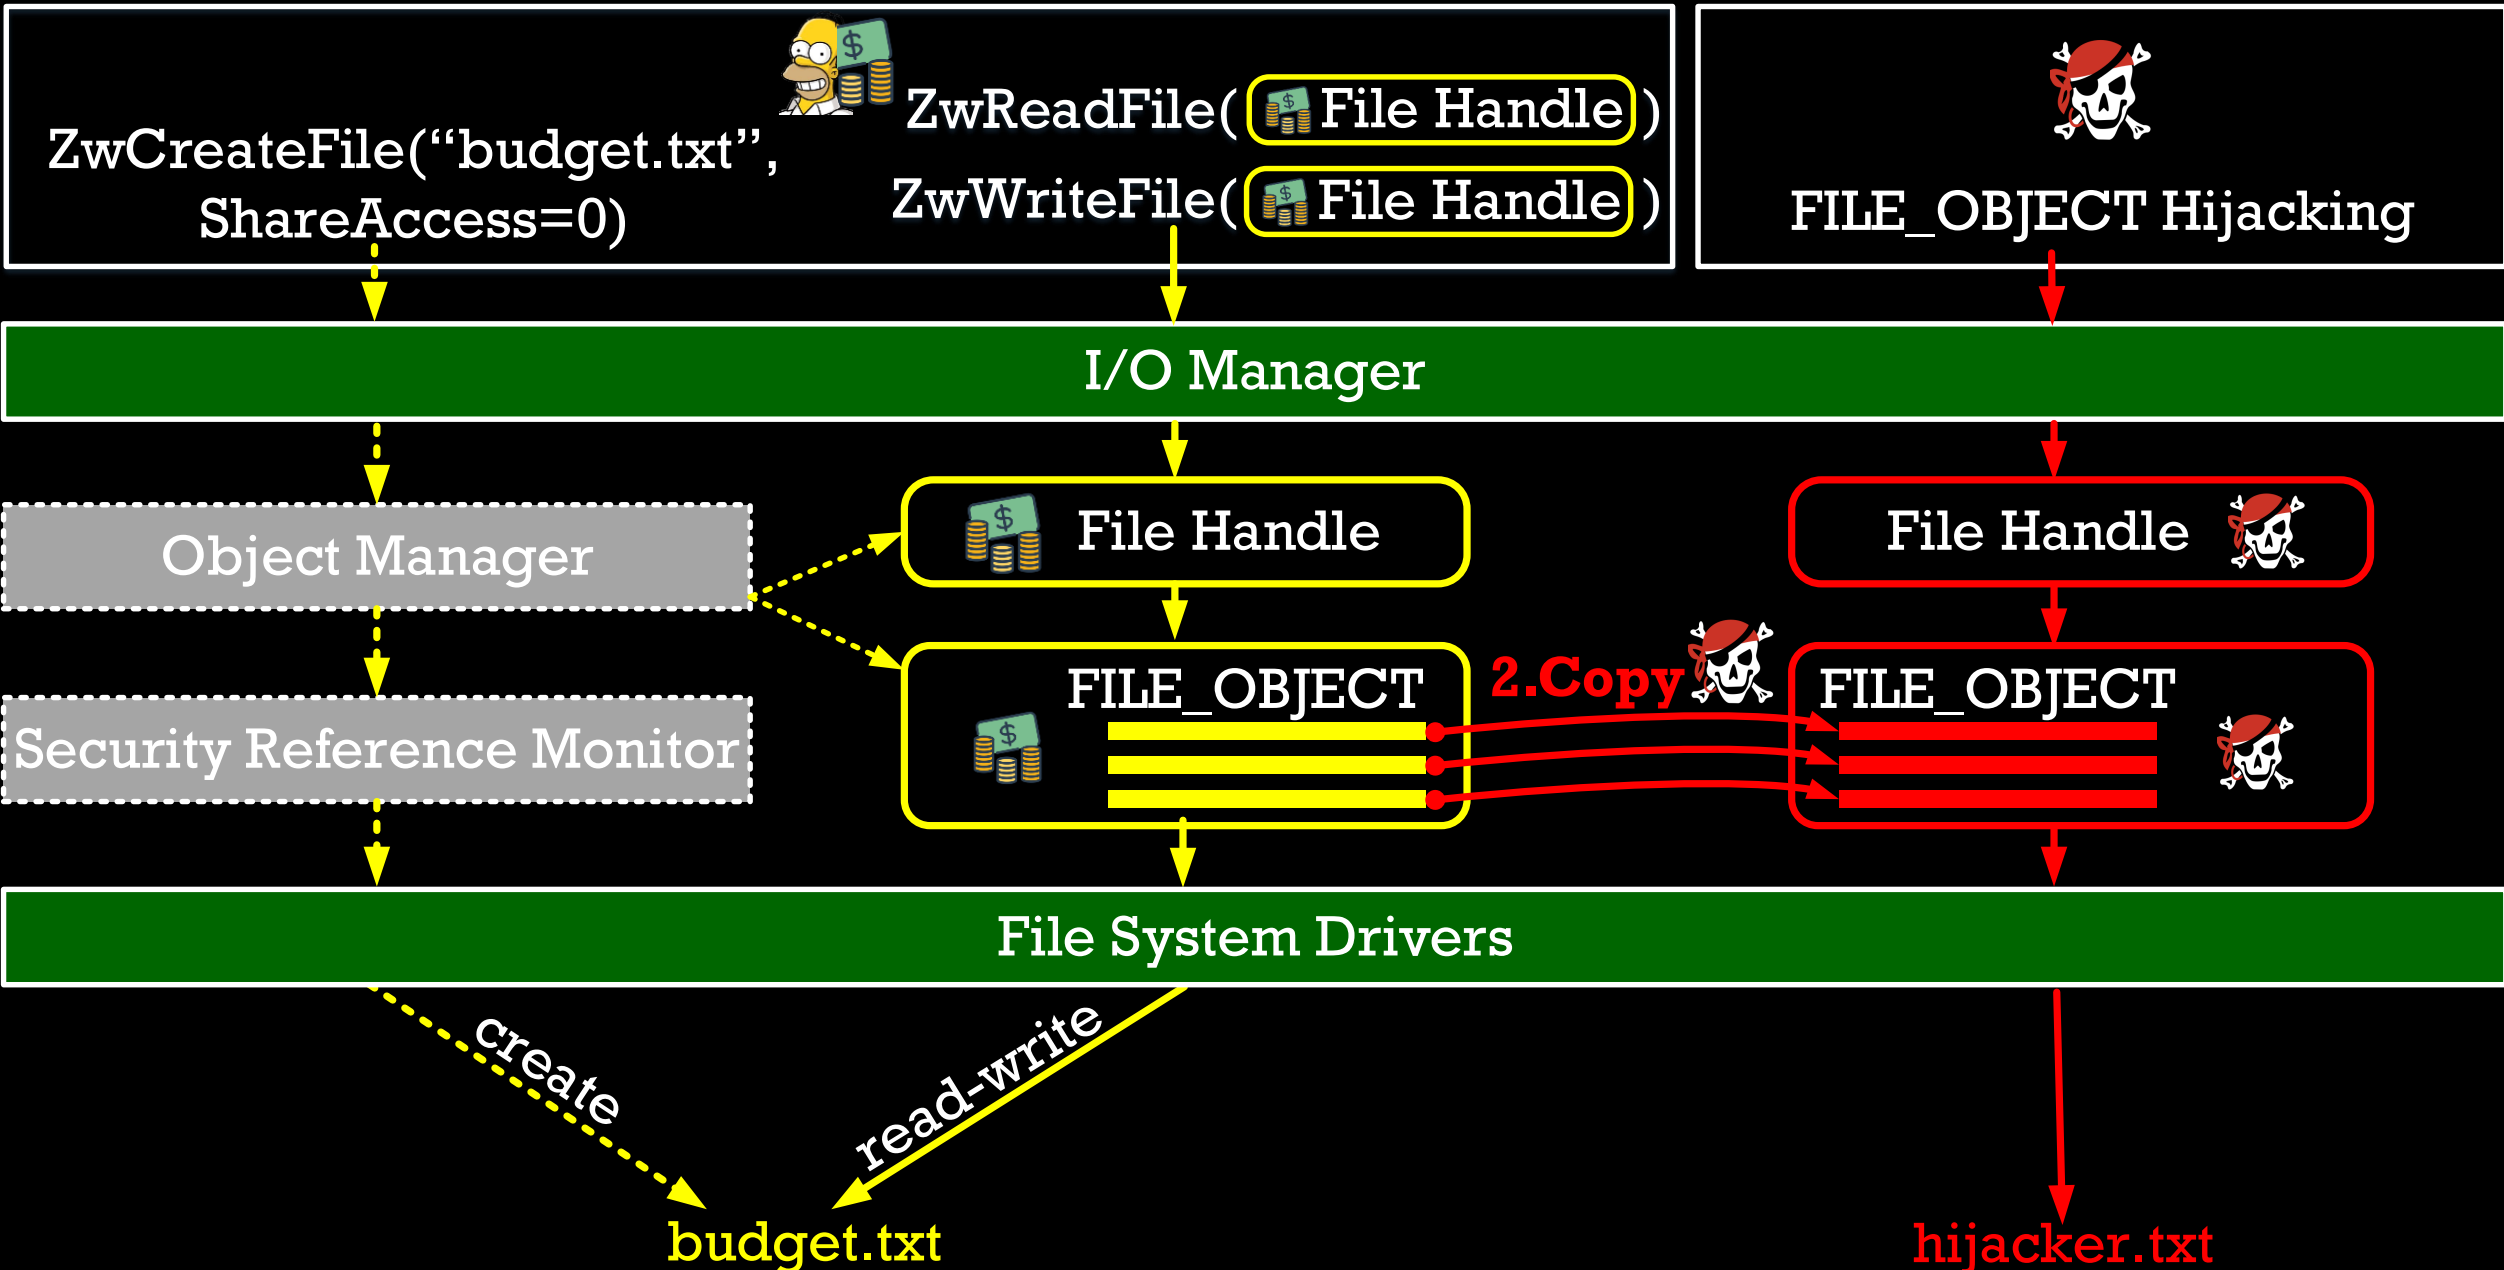 ZwCreateFile(“budget.txt”,
ShareAccess=0)
ZwReadFile( File Handle )
ZwWriteFile( File Handle )
FILE_OBJECT Hijacking
I/O Manager
Object Manager
File Handle
File Handle
Security Reference Monitor
FILE_OBJECT
2.Copy
FILE_OBJECT
File System Drivers
create
read-write
budget.txt
hijacker.txt